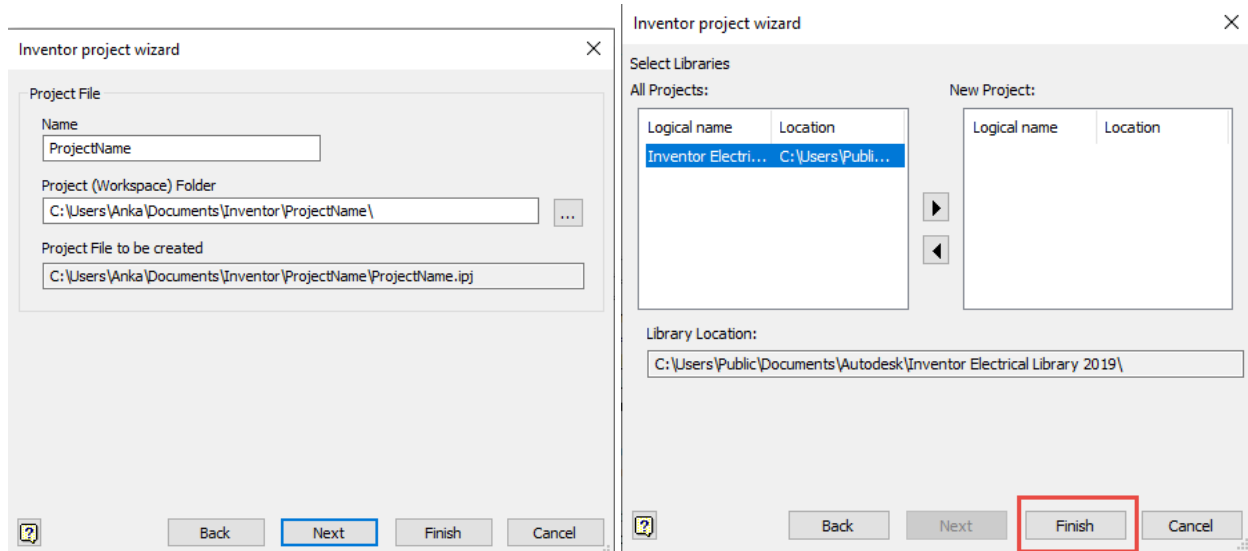 Inventor project wizard
Project File
Name
ProjectName
Project (Workspace) Folder
C:\Users\Anka\Documents\Inventor\ProjectName\
...
Project File to be created
C:\Users\Anka\Documents\Inventor\ProjectName\ProjectName.ipj
Back Next Finish Cancel
Inventor project wizard
Select Libraries
All Projects: New Project:
Logical name Location Logical name Location
Inventor Electri... C:\Users\Publi...
Library Location:
C:\Users\Public\Documents\Autodesk\Inventor Electrical Library 2019\
Back Next Finish Cancel